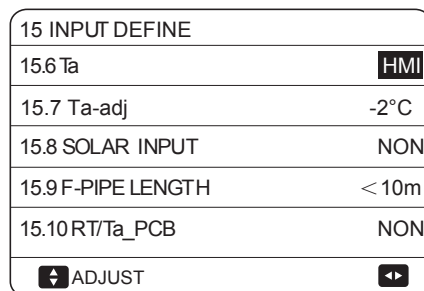 15 INPUT DEFINE
15.6 Ta HMI
15.7 Ta-adj -2°C
15.8 SOLAR INPUT NON
15.9 F-PIPE LENGTH <10m
15.10 RT/Ta_PCB NON
ADJUST